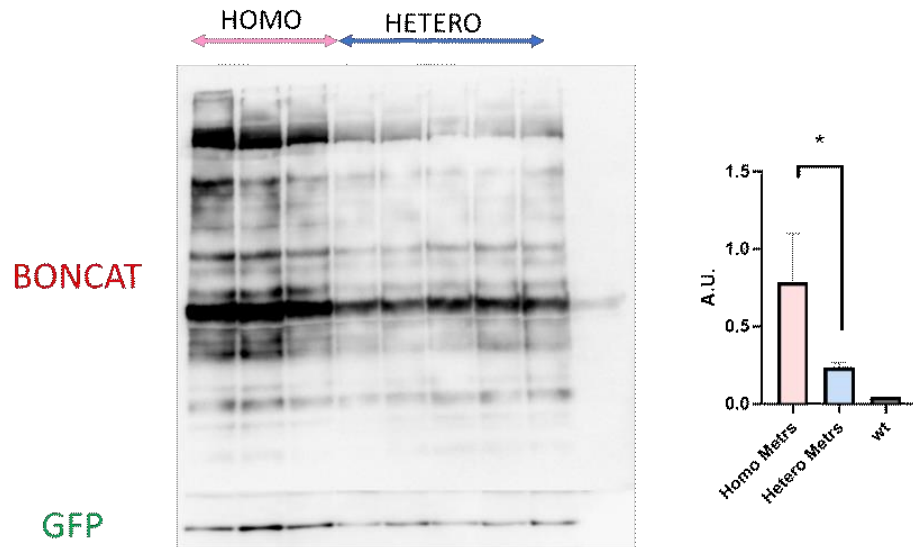 HOMO HETERO
BONCAT
GFP
*
1.5
1.0
0.5
0.0
A.U.
Homo Metrs
Hetero Metrs
wt